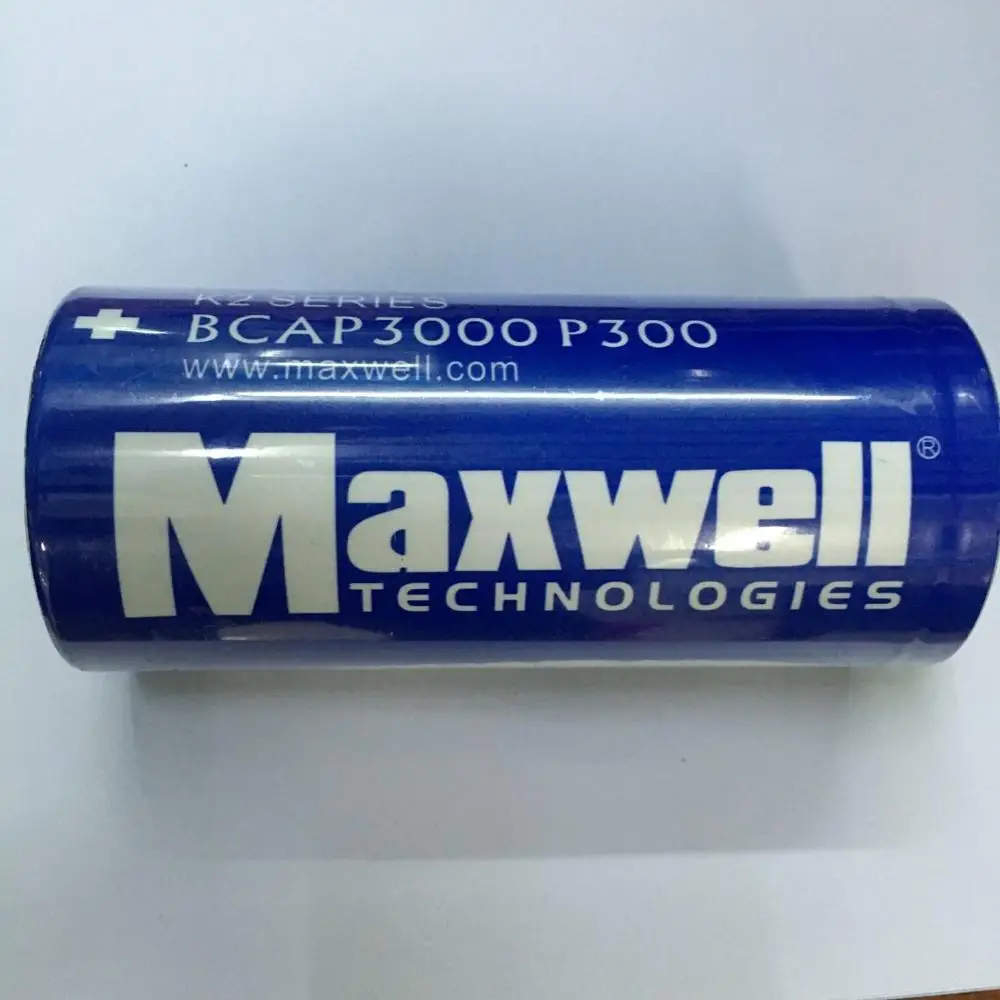 K2 SERIES
BCAP3000 P300
www.maxwell.com
Maxwell®
TECHNOLOGIES